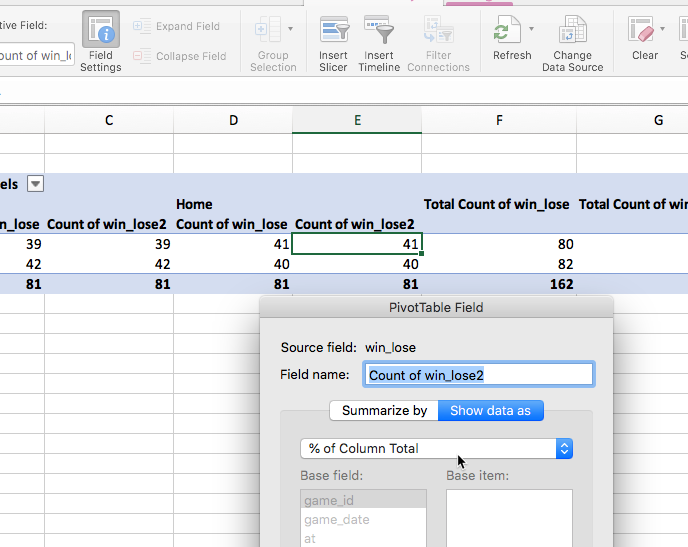 tive Field:
ount of win_l
Field
Settings
Expand Field
Collapse Field
Group
Selection
Insert
Slicer
Insert
Timeline
Filter
Connections
Refresh
Change
Data Source
Clear
C D E F G
els
Home Total Count of win_lose Total Count of win
n_lose Count of win_lose2 Count of win_lose Count of win_lose2
39 39 41 41 80
42 42 40 40 82
81 81 81 81 162
PivotTable Field
Source field: win_lose
Field name: Count of win_lose2
Summarize by Show data as
% of Column Total
Base field: Base item:
game_id
game_date
at